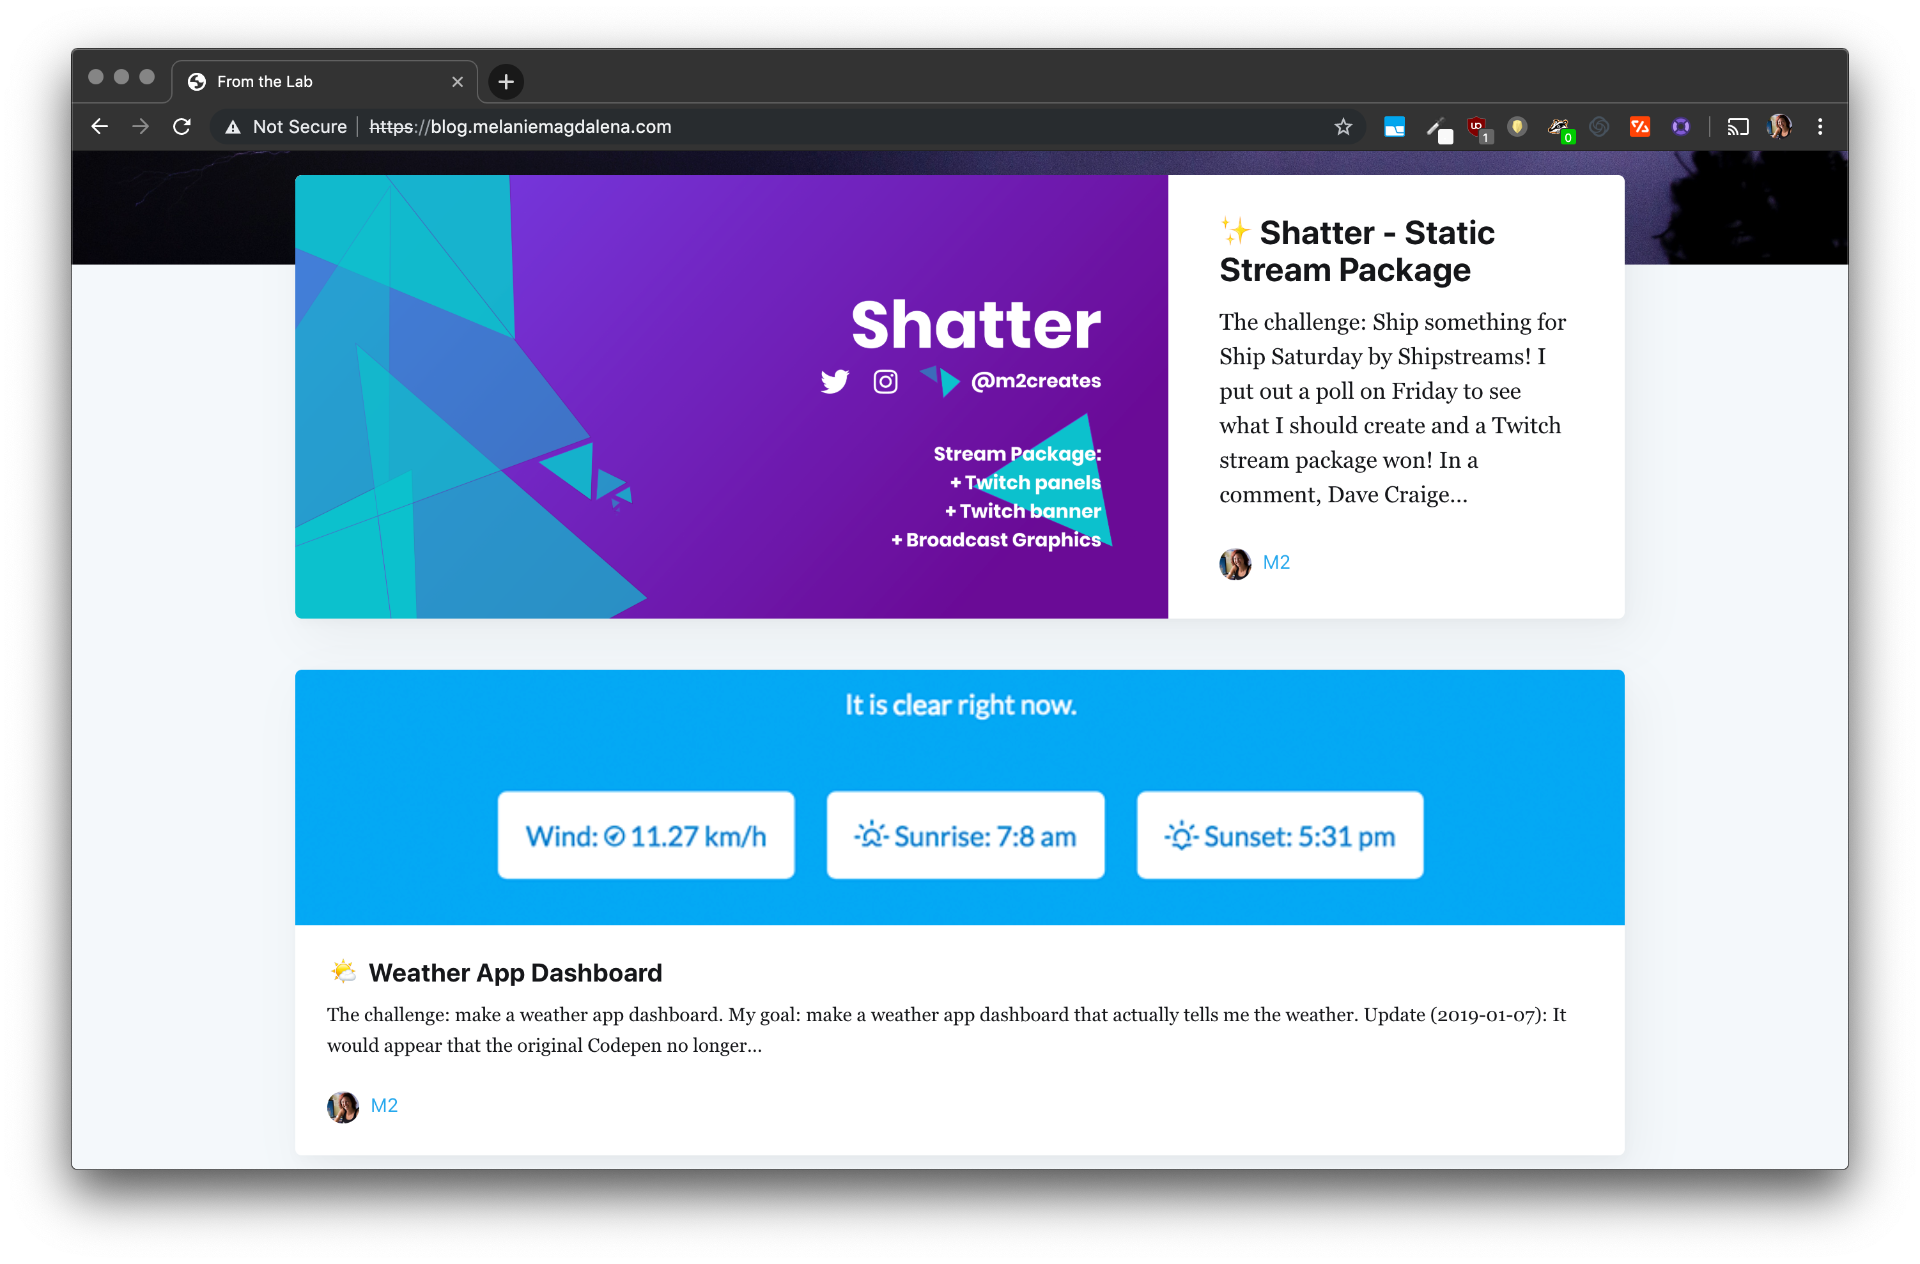 From the Lab
Not Secure
https://blog.melaniemagdalena.com
1
0
Shatter
@m2creates
Stream Package:
+ Twitch panels
+ Twitch banner
+ Broadcast Graphics
✨ Shatter - Static
Stream Package
The challenge: Ship something for
Ship Saturday by Shipstreams! I
put out a poll on Friday to see
what I should create and a Twitch
stream package won! In a
comment, Dave Craige...
M2
It is clear right now.
Wind: 11.27 km/h
Sunrise: 7:8 am
Sunset: 5:31 pm
🌤️ Weather App Dashboard
The challenge: make a weather app dashboard. My goal: make a weather app dashboard that actually tells me the weather. Update (2019-01-07): It
would appear that the original Codepen no longer...
M2